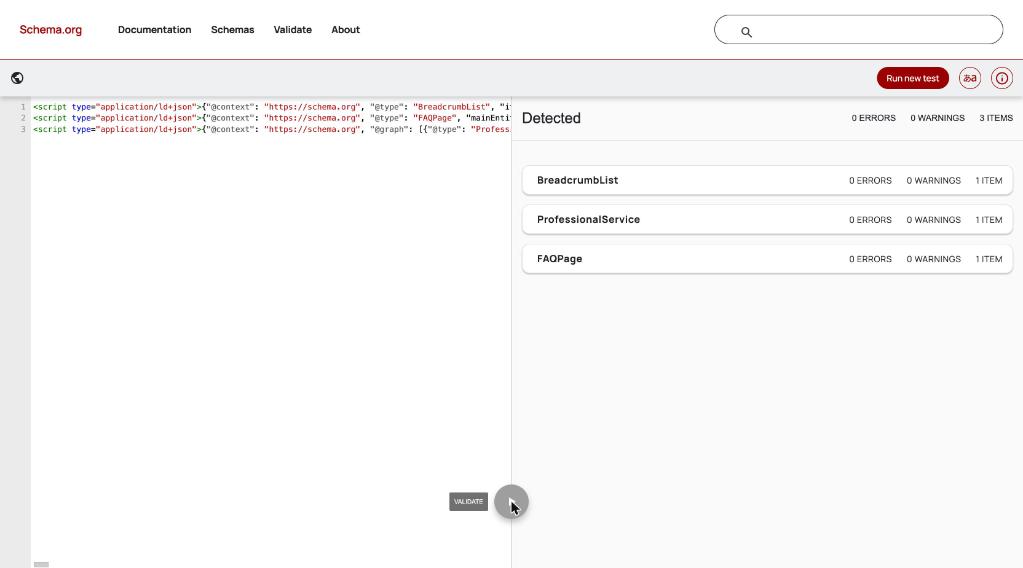 Schema.org
Documentation Schemas Validate About
Run new test
あa
1 <script type="application/ld+json">{"@context": "https://schema.org", "@type": "BreadcrumbList", "i
2 <script type="application/ld+json">{"@context": "https://schema.org", "@type": "FAQPage", "mainEnti
3 <script type="application/ld+json">{"@context": "https://schema.org", "@graph": [{"@type": "Profess
Detected 0 ERRORS 0 WARNINGS 3 ITEMS
BreadcrumbList 0 ERRORS 0 WARNINGS 1 ITEM
ProfessionalService 0 ERRORS 0 WARNINGS 1 ITEM
FAQPage 0 ERRORS 0 WARNINGS 1 ITEM
VALIDATE